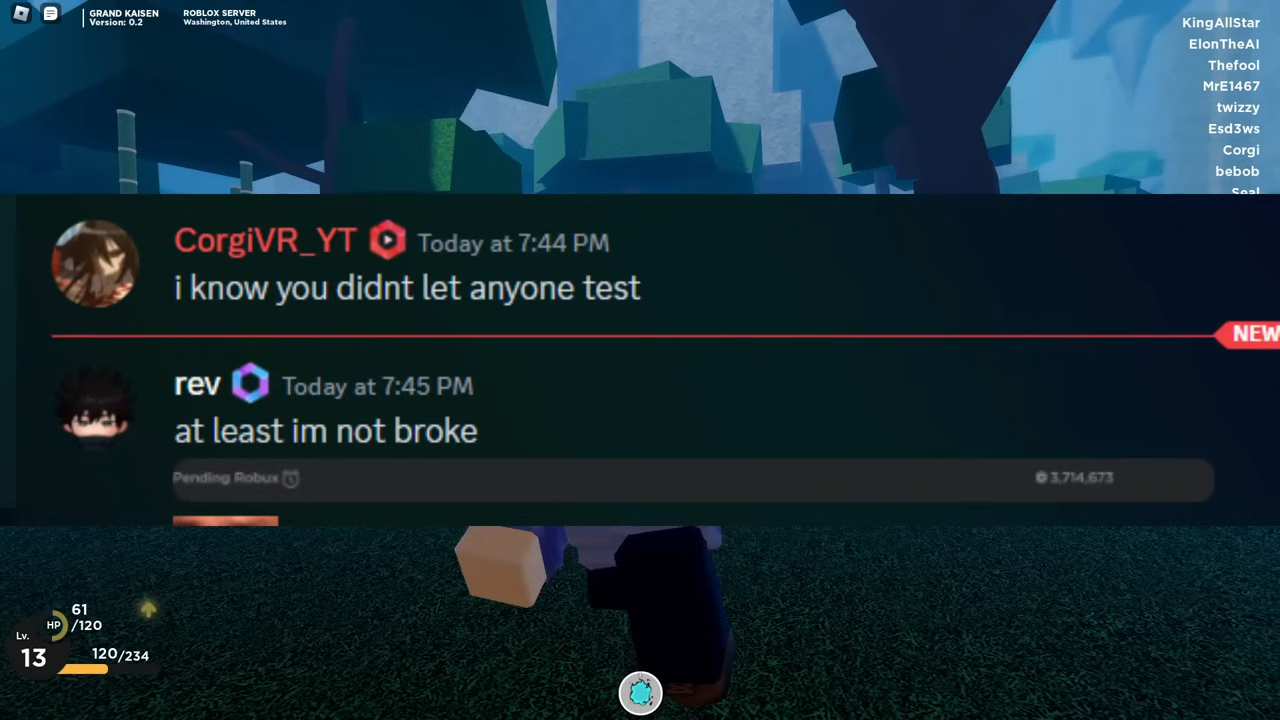 GRAND KAISEN
Version: 0.2
ROBLOX SERVER
Washington, United States
KingAllStar
ElonTheAI
Thefool
MrE1467
twizzy
Esd3ws
Corgi
bebob
Seal
CorgiVR_YT Today at 7:44 PM
i know you didnt let anyone test
NEW
rev Today at 7:45 PM
at least im not broke
Pending Robux 3,714,673
61
HP /120
Lv.
13
120/234